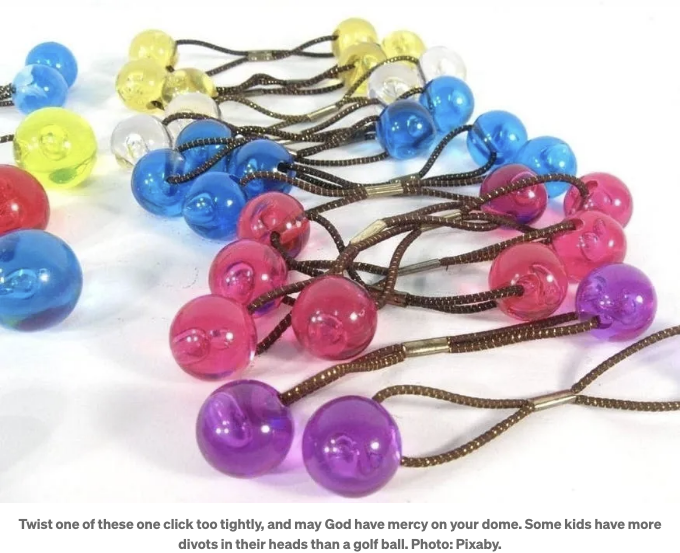 Twist one of these one click too tightly, and may God have mercy on your dome. Some kids have more
divots in their heads than a golf ball. Photo: Pixaby.